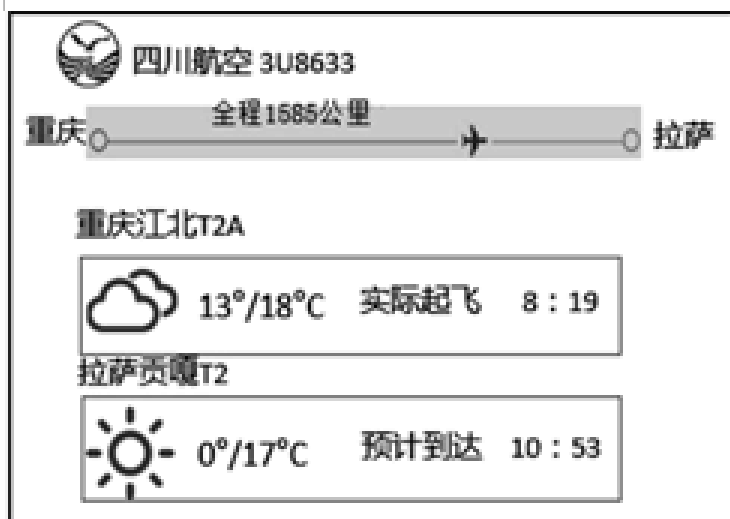 四川航空 3U8633
全程1585公里
重庆 拉萨
重庆江北T2A
13°/18°C 实际起飞 8：19
拉萨贡嘎T2
0°/17°C 预计到达 10：53